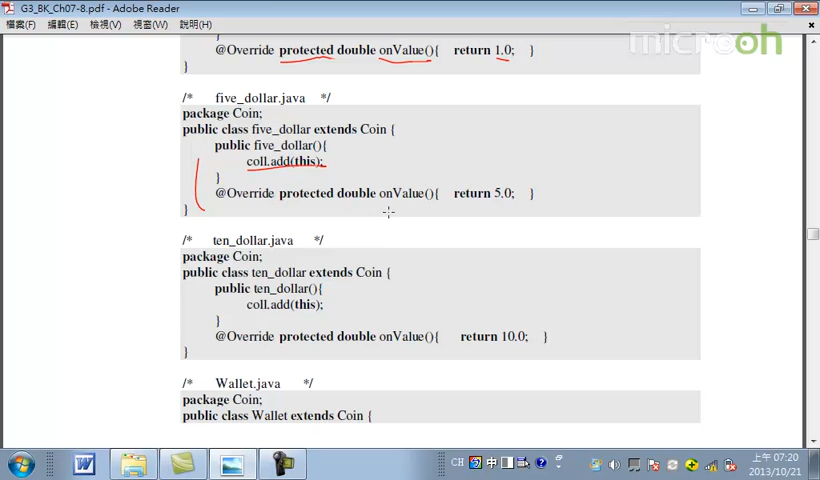 G3_BK_Ch07-8.pdf - Adobe Reader
檔案(F) 編輯(E) 檢視(V) 視窗(W) 說明(H)
microoh
}
@Override protected double onValue(){ return 1.0; }
}
/* five_dollar.java */
package Coin;
public class five_dollar extends Coin {
public five_dollar(){
coll.add(this);
}
@Override protected double onValue(){ return 5.0; }
}
/* ten_dollar.java */
package Coin;
public class ten_dollar extends Coin {
public ten_dollar(){
coll.add(this);
}
@Override protected double onValue(){ return 10.0; }
}
/* Wallet.java */
package Coin;
public class Wallet extends Coin {
CH 中
上午 07:20
2013/10/21